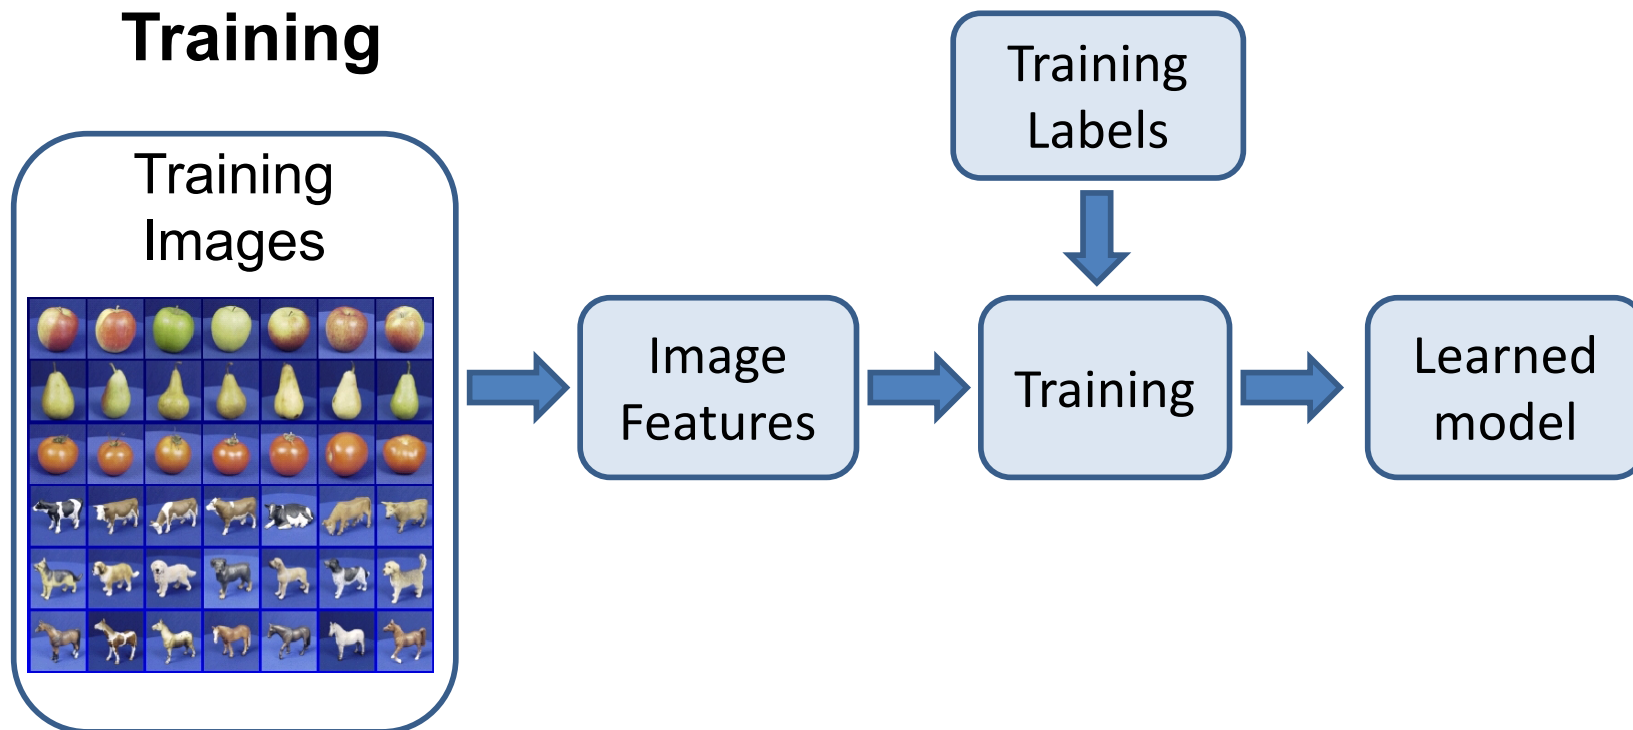 Training
Training
Images
Image
Features
Training
Labels
Training
Learned
model